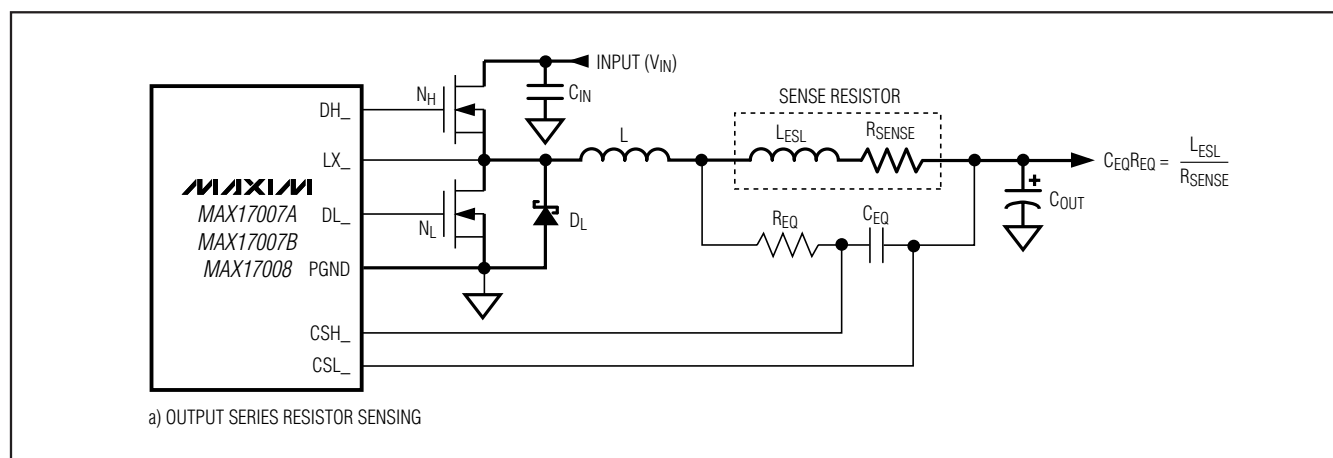 INPUT (VIN)
NH
CIN
DH_
SENSE RESISTOR
L
LESL
RSENSE
LX_
CEQREQ = LESL
RSENSE
MAXIM
MAX17007A
DL_
MAX17007B
NL
DL
REQ
CEQ
+
COUT
MAX17008
PGND
CSH_
CSL_
a) OUTPUT SERIES RESISTOR SENSING